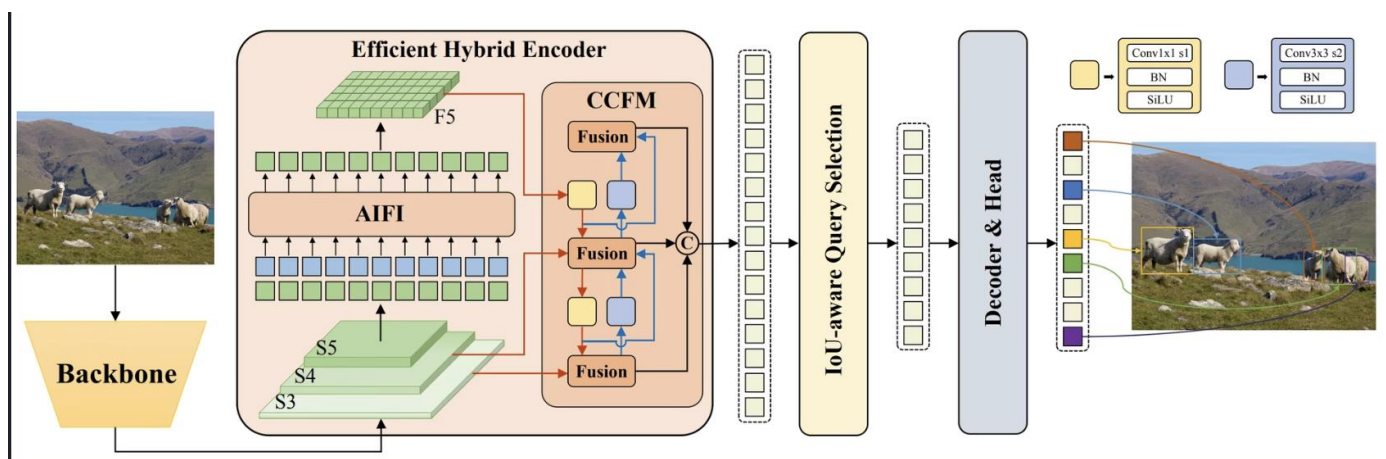 Efficient Hybrid Encoder
F5
AIFI
S5
S4
S3
Backbone
CCFM
Fusion
Fusion
Fusion
C
IoU-aware Query Selection
Decoder & Head
Conv1x1 s1
BN
SiLU
Conv3x3 s2
BN
SiLU